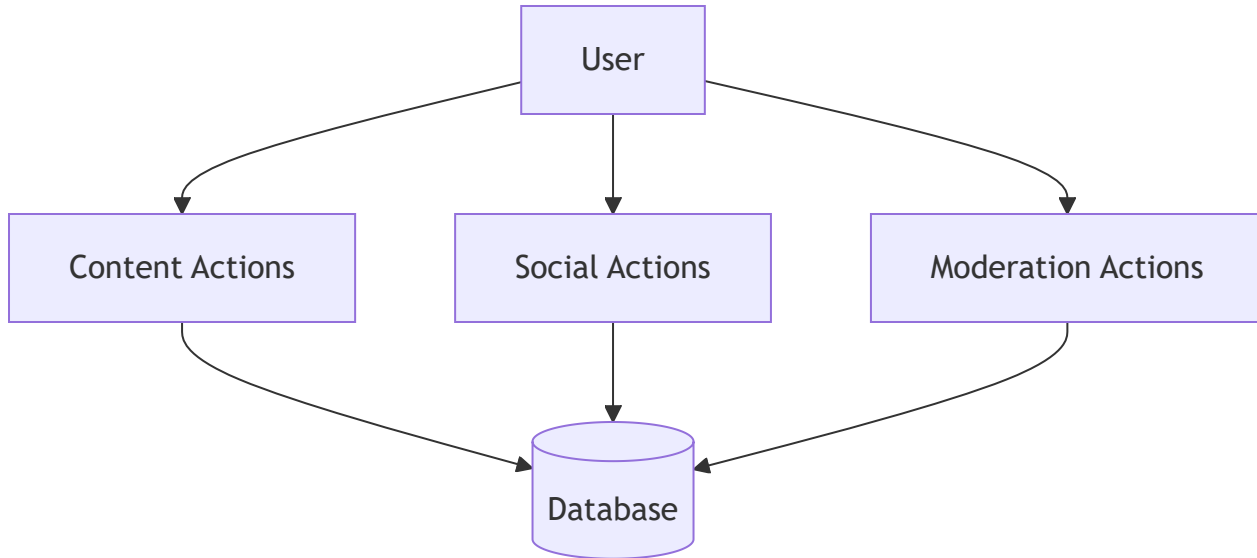 User
Content Actions
Social Actions
Moderation Actions
Database